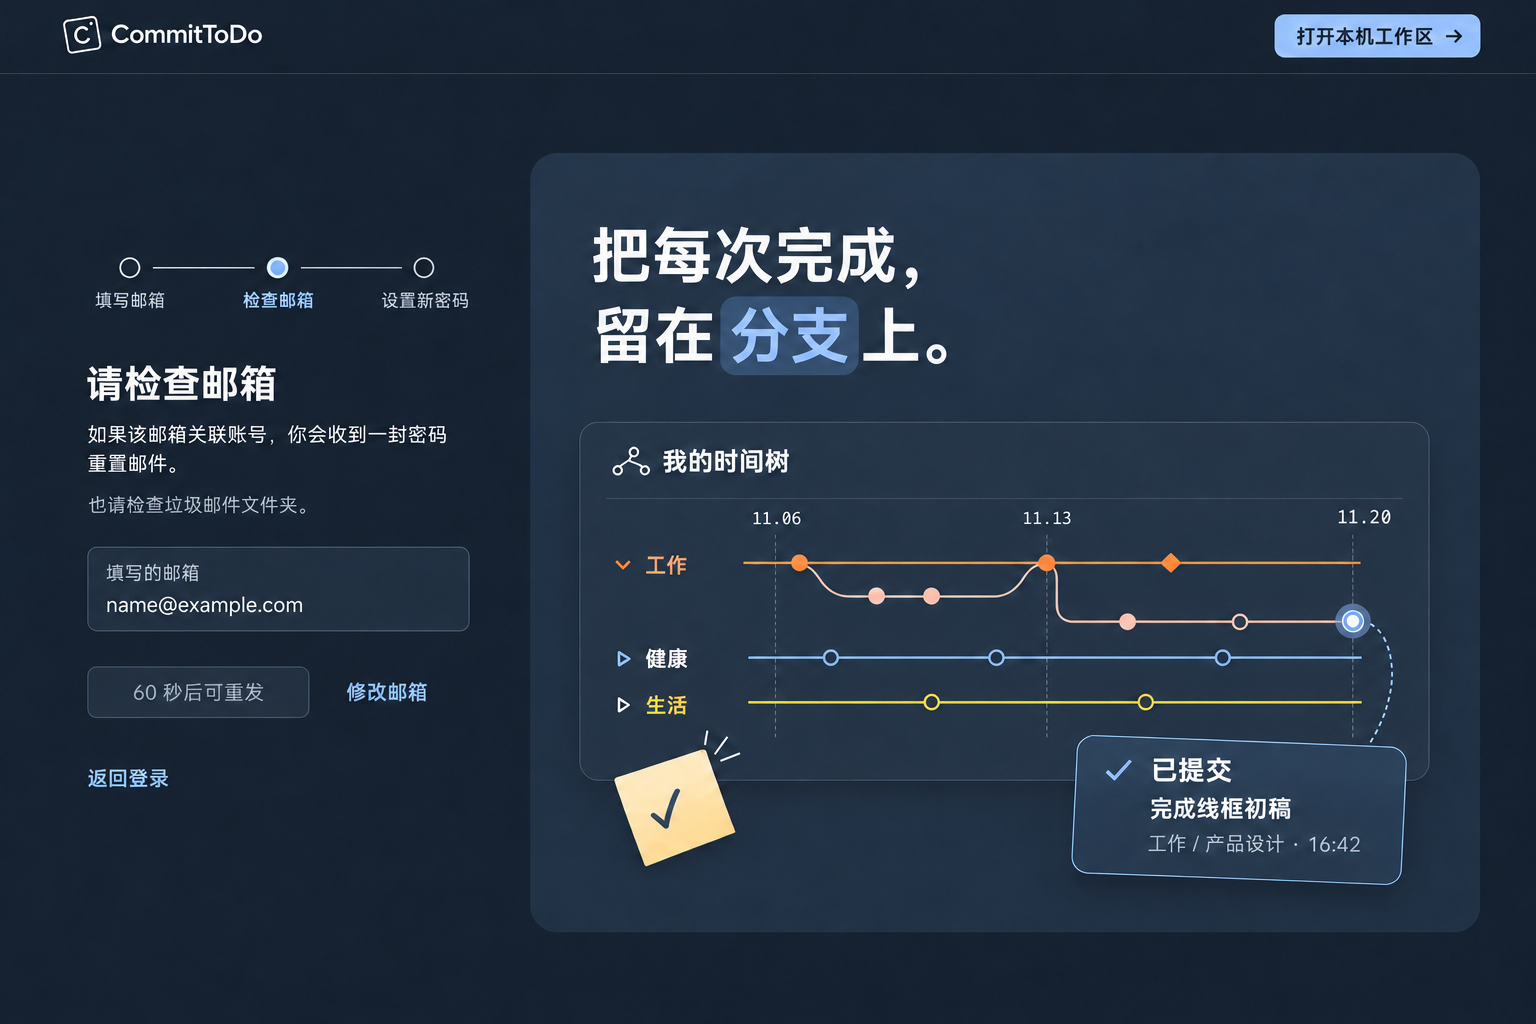 CommitToDo
打开本机工作区 →
填写邮箱
检查邮箱
设置新密码
请检查邮箱
如果该邮箱关联账号，你会收到一封密码
重置邮件。
也请检查垃圾邮件文件夹。
填写的邮箱
name@example.com
60 秒后可重发
修改邮箱
返回登录
把每次完成，
留在分支上。
我的时间树
11.06
11.13
11.20
工作
健康
生活
已提交
完成线框初稿
工作 / 产品设计 · 16:42